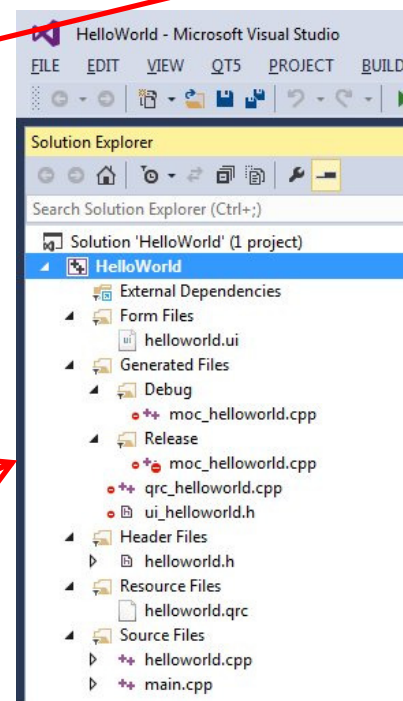 HelloWorld - Microsoft Visual Studio
FILE EDIT VIEW QT5 PROJECT BUILD
Solution Explorer
Search Solution Explorer (Ctrl+;)
Solution 'HelloWorld' (1 project)
HelloWorld
External Dependencies
Form Files
helloworld.ui
Generated Files
Debug
moc_helloworld.cpp
Release
moc_helloworld.cpp
qrc_helloworld.cpp
ui_helloworld.h
Header Files
helloworld.h
Resource Files
helloworld.qrc
Source Files
helloworld.cpp
main.cpp